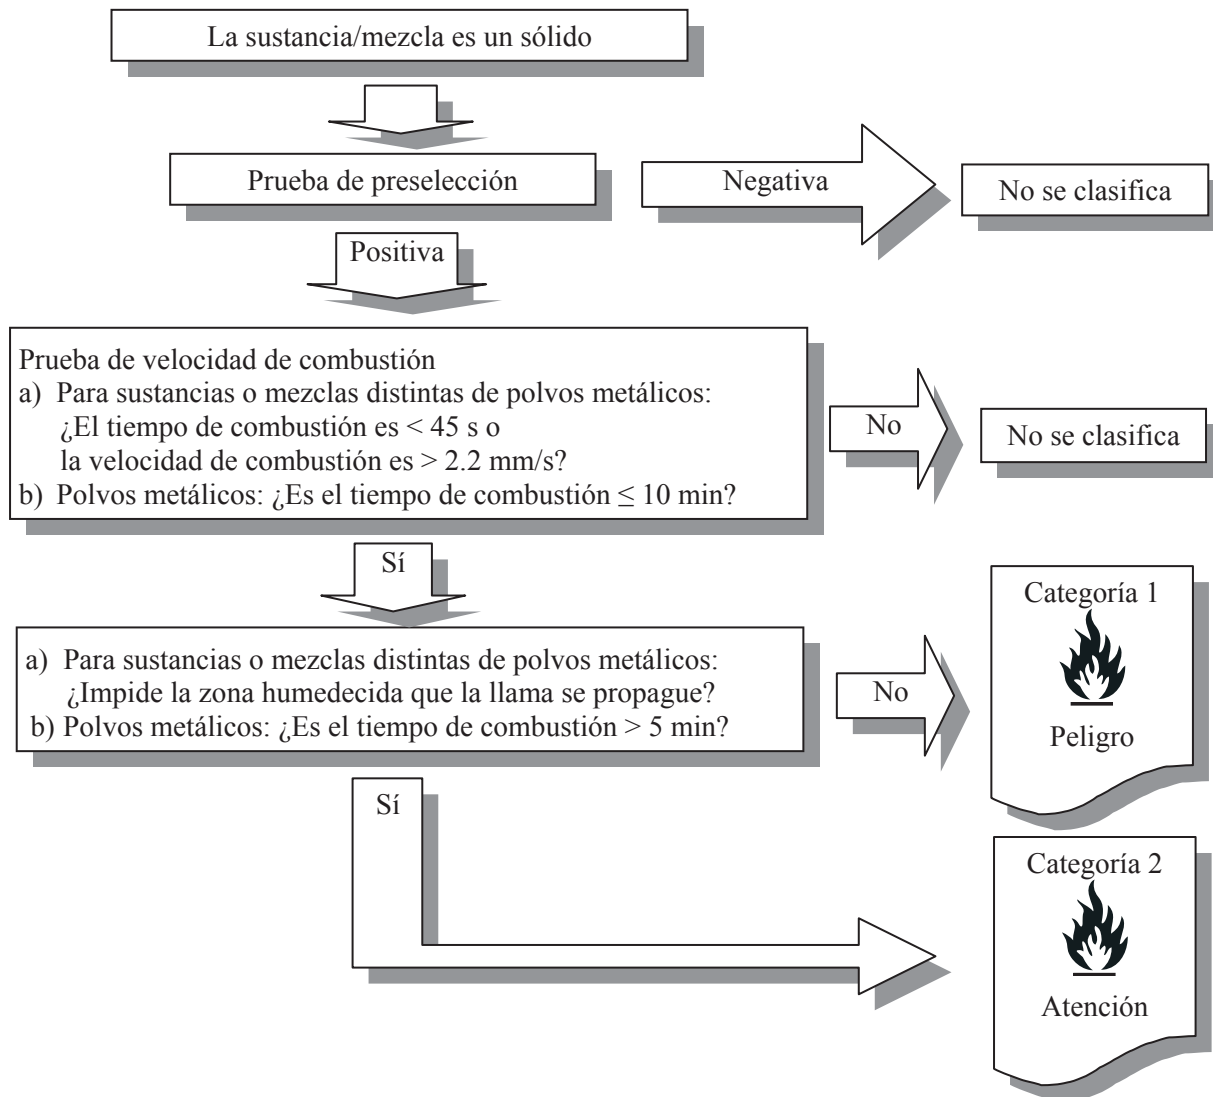 La sustancia/mezcla es un sólido
Prueba de preselección
Negativa
No se clasifica
Positiva
Prueba de velocidad de combustión
a) Para sustancias o mezclas distintas de polvos metálicos:
¿El tiempo de combustión es < 45 s o
la velocidad de combustión es > 2.2 mm/s?
b) Polvos metálicos: ¿Es el tiempo de combustión ≤ 10 min?
No
No se clasifica
Sí
a) Para sustancias o mezclas distintas de polvos metálicos:
¿Impide la zona humedecida que la llama se propague?
b) Polvos metálicos: ¿Es el tiempo de combustión > 5 min?
No
Categoría 1
Peligro
Sí
Categoría 2
Atención